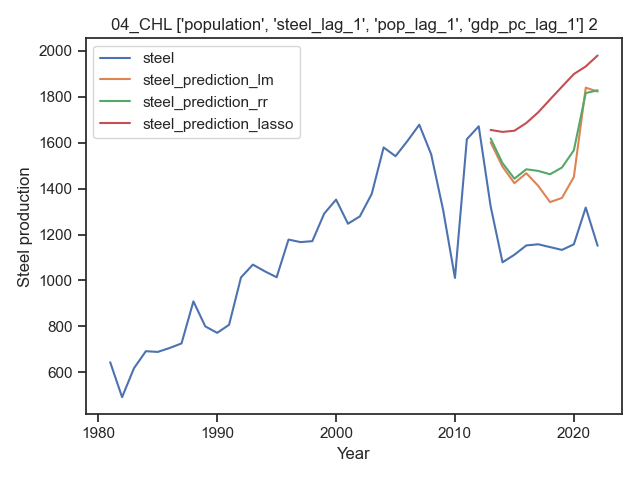 04_CHL ['population', 'steel_lag_1', 'pop_lag_1', 'gdp_pc_lag_1'] 2
steel
steel_prediction_lm
steel_prediction_rr
steel_prediction_lasso
Steel production
2000
1800
1600
1400
1200
1000
800
600
1980
1990
2000
2010
2020
Year